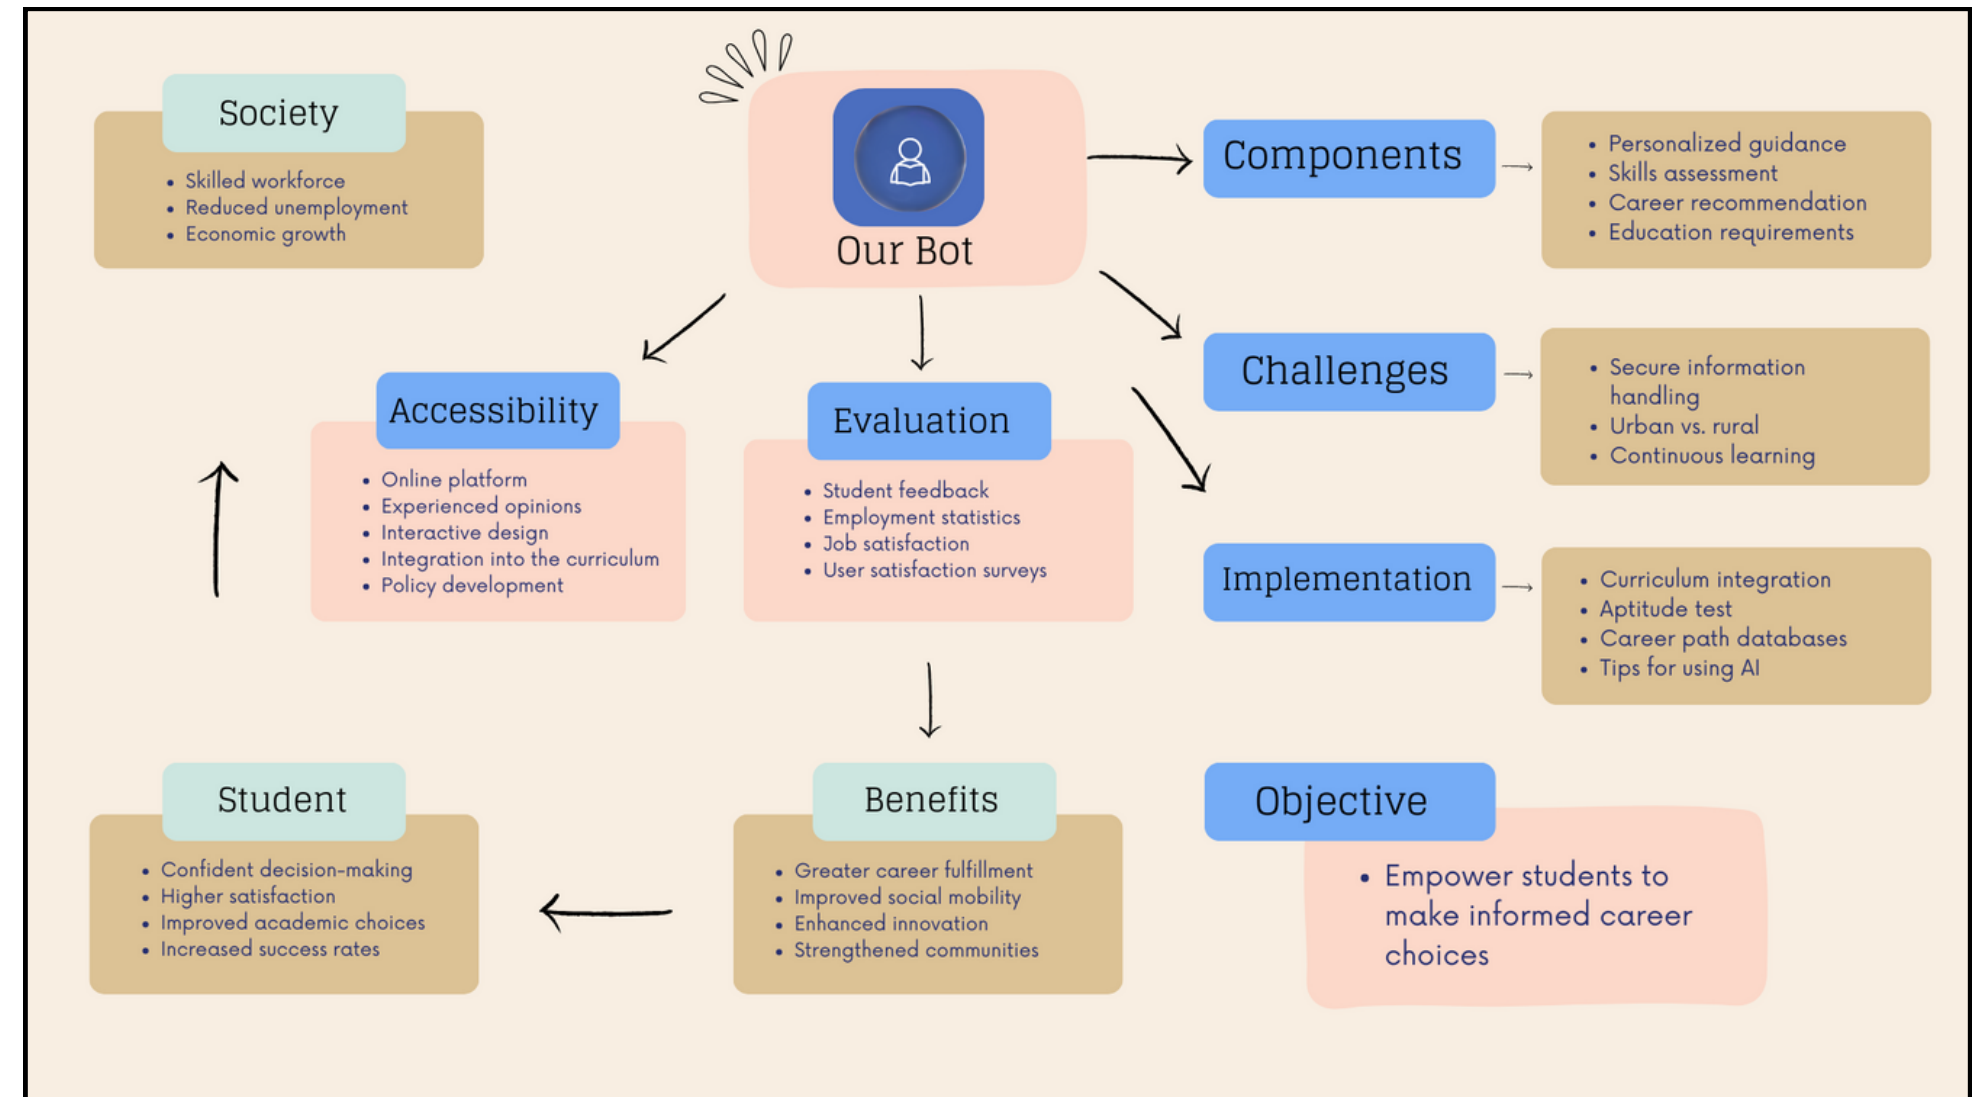 Our Bot
Society
• Skilled workforce
• Reduced unemployment
• Economic growth
Components
• Personalized guidance
• Skills assessment
• Career recommendation
• Education requirements
Challenges
• Secure information
handling
• Urban vs. rural
• Continuous learning
Accessibility
• Online platform
• Experienced opinions
• Interactive design
• Integration into the curriculum
• Policy development
Evaluation
• Student feedback
• Employment statistics
• Job satisfaction
• User satisfaction surveys
Implementation
• Curriculum integration
• Aptitude test
• Career path databases
• Tips for using AI
Student
• Confident decision-making
• Higher satisfaction
• Improved academic choices
• Increased success rates
Benefits
• Greater career fulfillment
• Improved social mobility
• Enhanced innovation
• Strengthened communities
Objective
• Empower students to
make informed career
choices